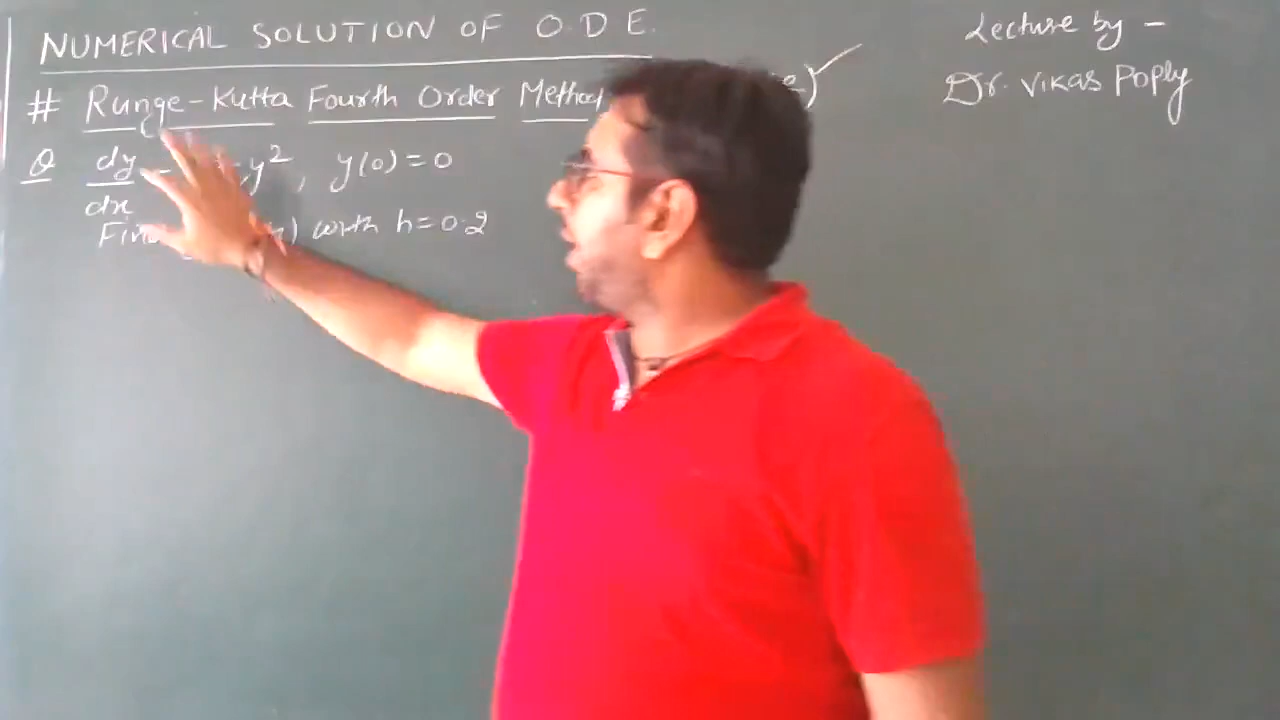 NUMERICAL SOLUTION OF O.D E.
Lecture by -
# Runge-Kutta Fourth Order Method
Dr. Vikas Poply
Q dy/dx y², y(0)=0
with h=0.2